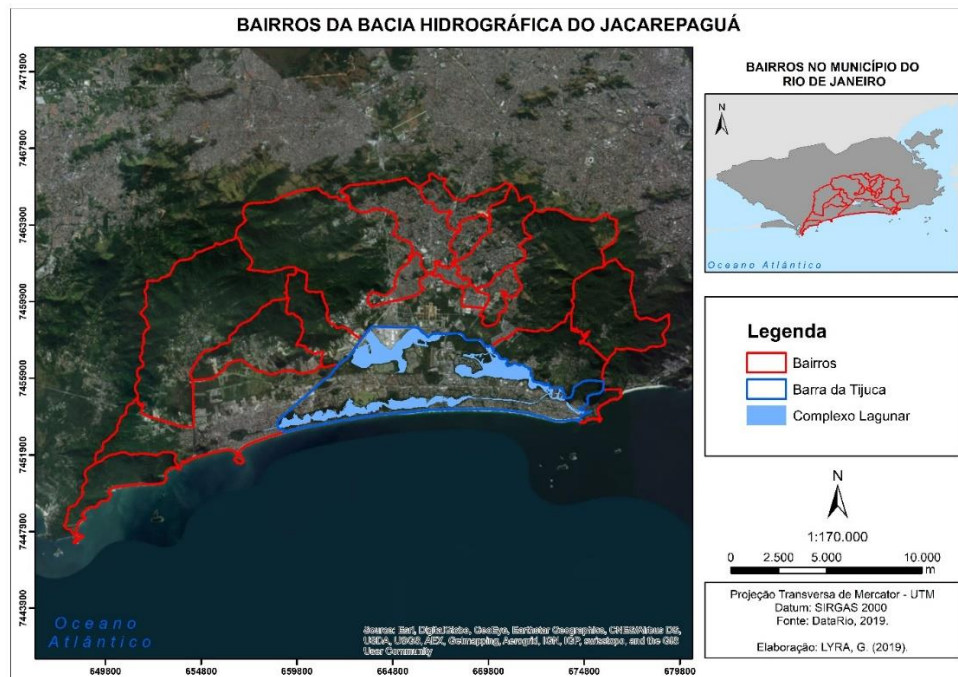 BAIRROS DA BACIA HIDROGRÁFICA DO JACAREPAGUÁ
7471900
7467900
7463900
7459900
7455900
7451900
7447900
7443900
Oceano
Atlântico
Source: Esri, DigitalGlobe, GeoEye, Earthstar Geographics, CNES/Airbus DS,
USDA, USGS, AEX, Getmapping, Aerogrid, IGN, IGP, swisstopo, and the GIS
User Community
649800
654800
659800
664800
669800
674800
679800
BAIRROS NO MUNICÍPIO DO
RIO DE JANEIRO
N
Oceano Atlântico
Legenda
Bairros
Barra da Tijuca
Complexo Lagunar
N
1:170.000
0 2.500 5.000 10.000
m
Projeção Transversa de Mercator - UTM
Datum: SIRGAS 2000
Fonte: DataRio, 2019.
Elaboração: LYRA, G. (2019).